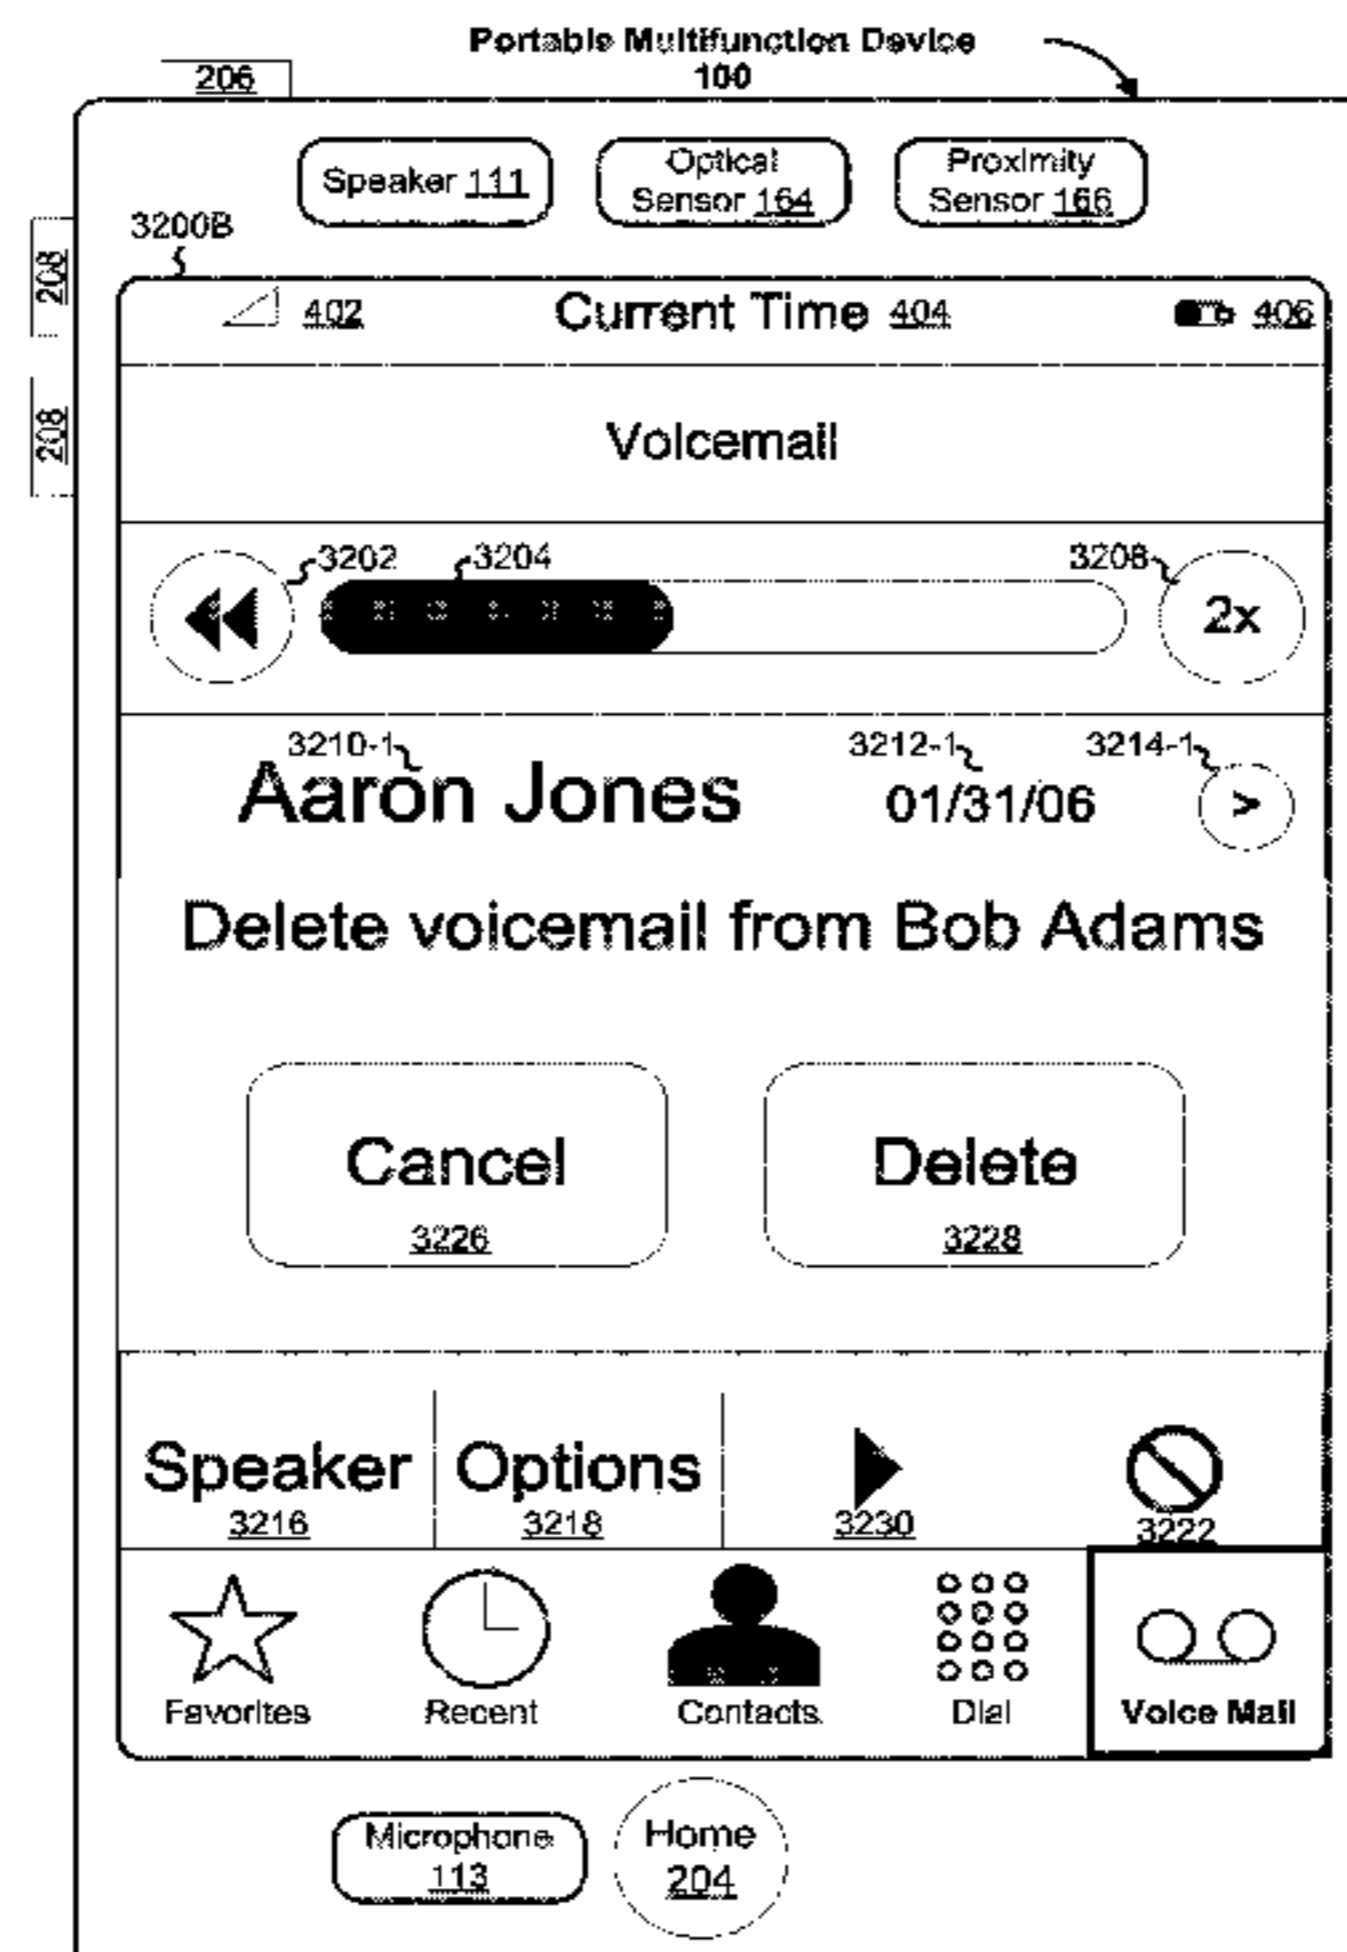 Portable Multifunction Device
100
206
Speaker 111
Optical
Sensor 164
Proximity
Sensor 166
3200B
208
402
Current Time 404
406
208
Voicemail
3202
3204
3208
2x
3210-1
3212-1
3214-1
Aaron Jones
01/31/06
>
Delete voicemail from Bob Adams
Cancel
3226
Delete
3228
Speaker
3216
Options
3218
3230
3222
Favorites
Recent
Contacts
Dial
Voice Mail
Microphone
113
Home
204